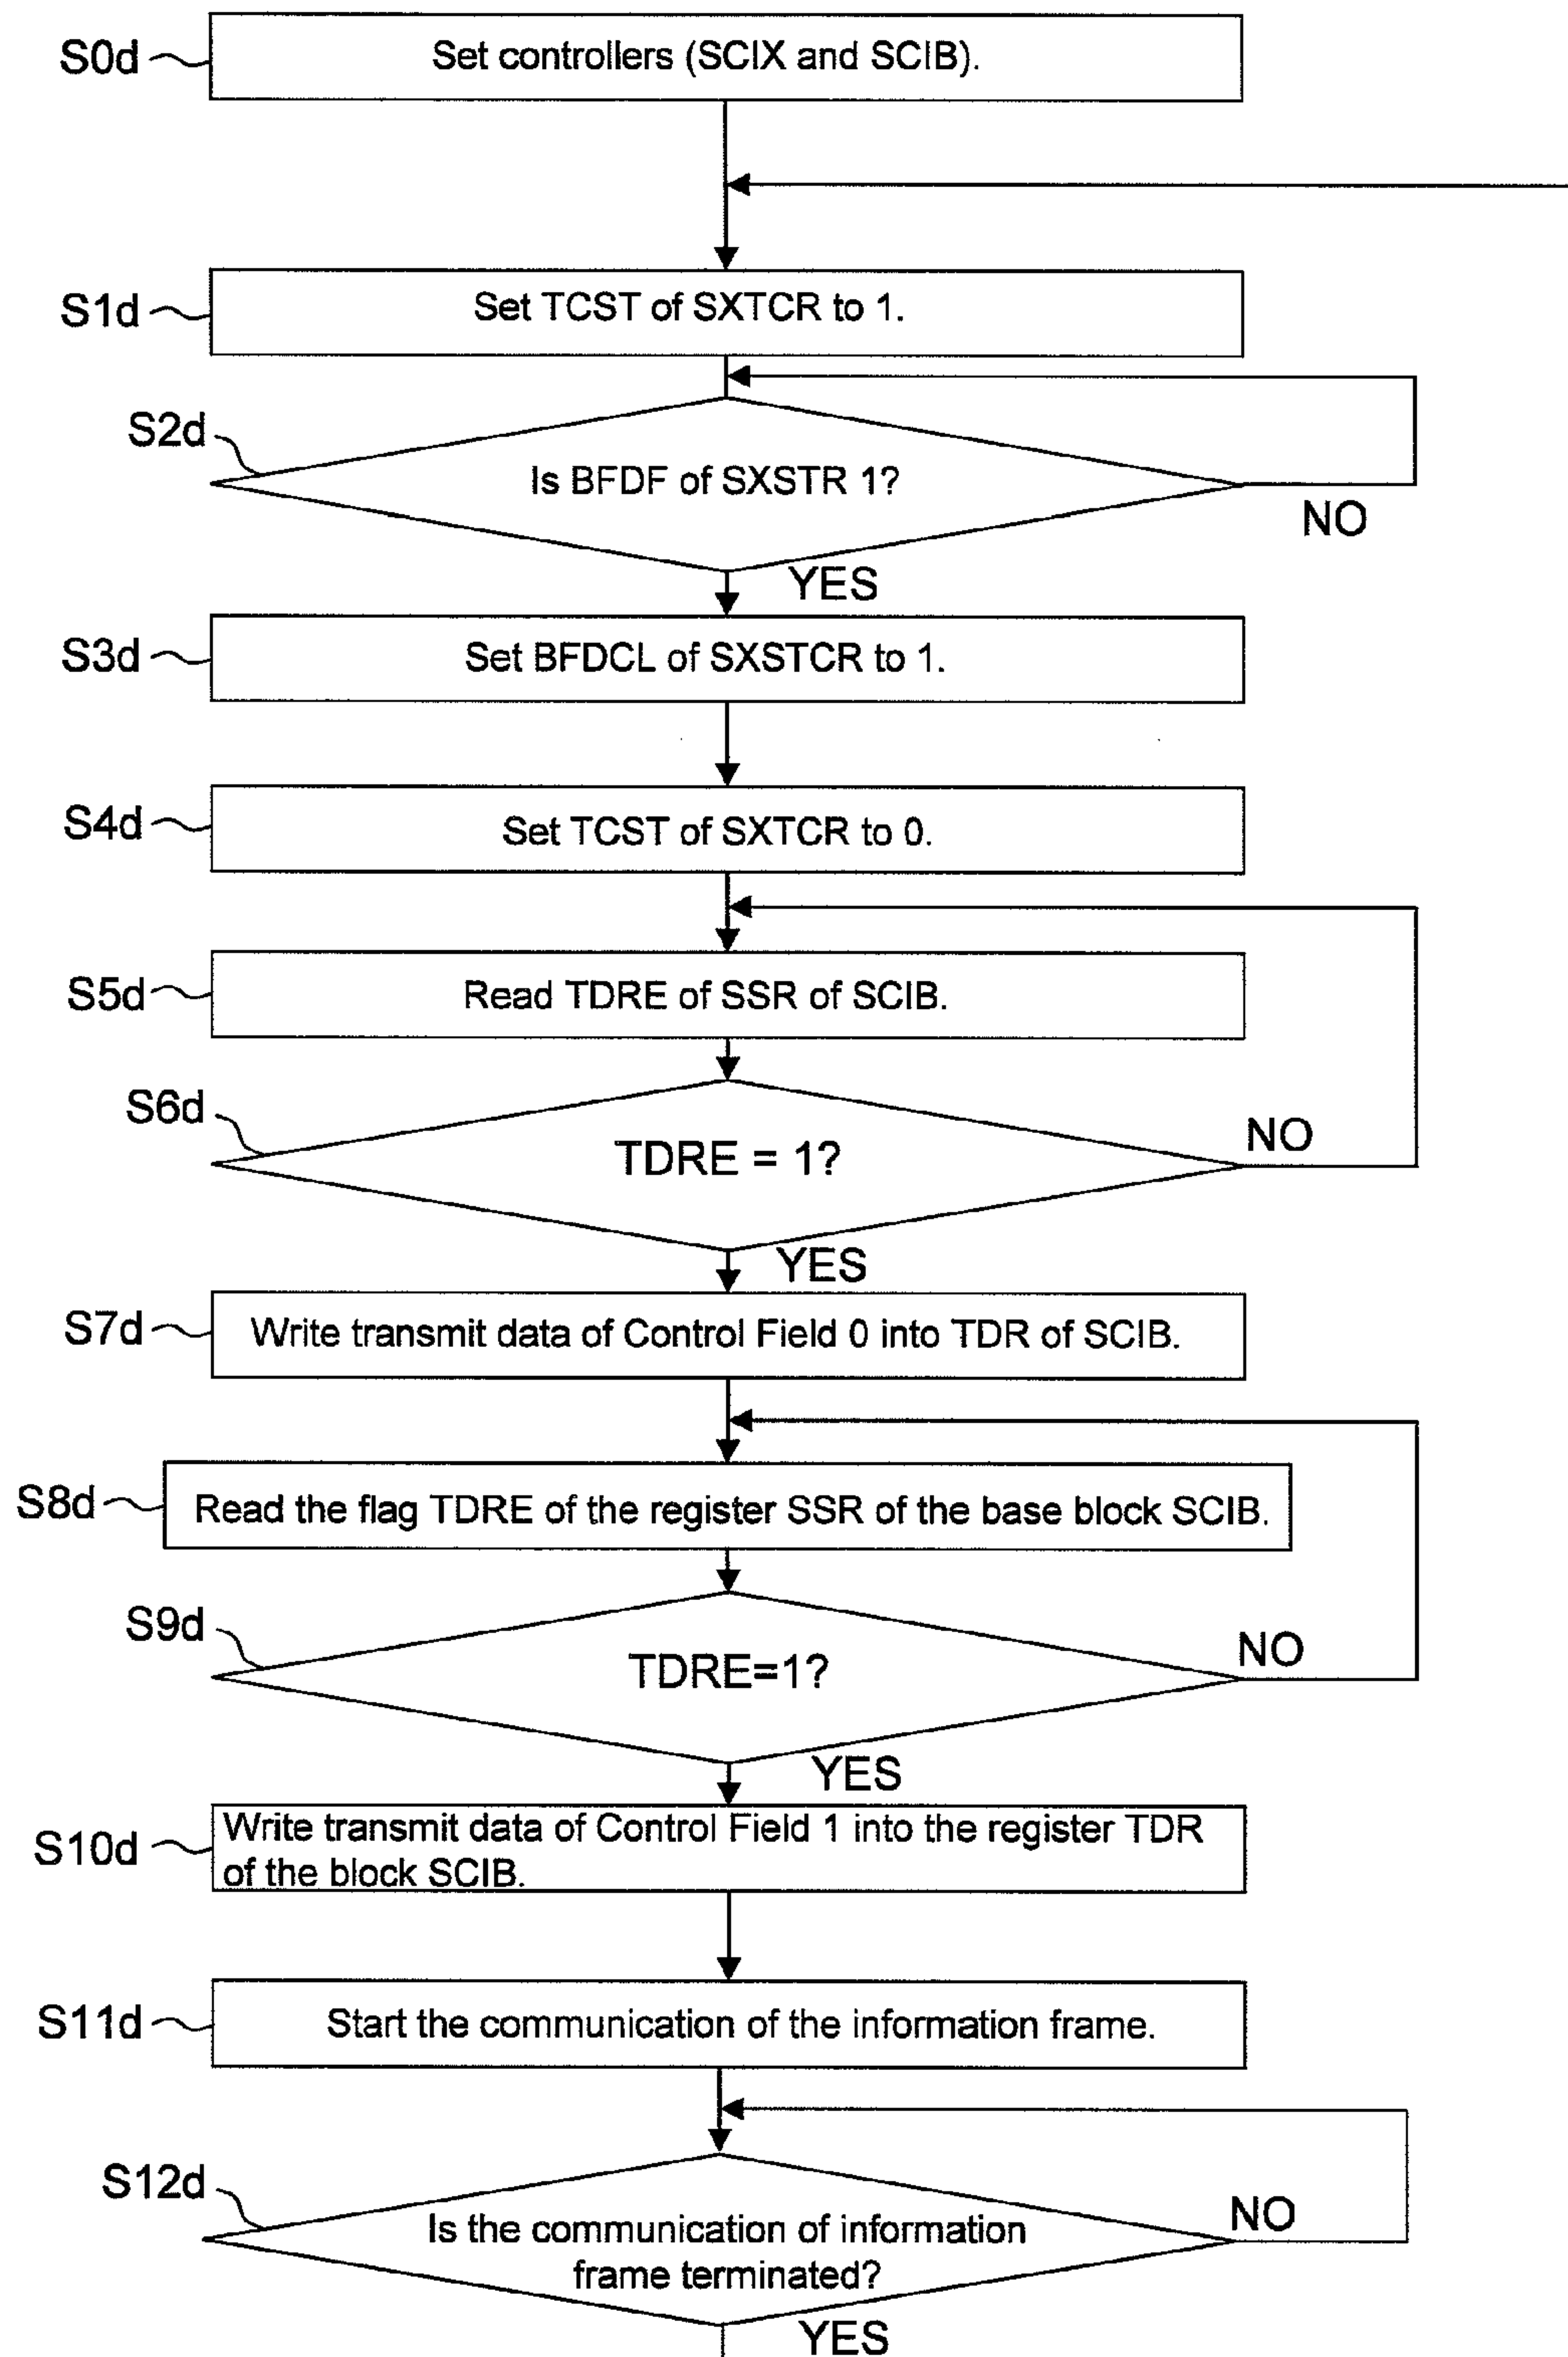 S0d
Set controllers (SCIX and SCIB).
S1d
Set TCST of SXTCR to 1.
S2d
Is BFDF of SXSTR 1?
NO
YES
S3d
Set BFDCL of SXSTCR to 1.
S4d
Set TCST of SXTCR to 0.
S5d
Read TDRE of SSR of SCIB.
S6d
TDRE = 1?
NO
YES
S7d
Write transmit data of Control Field 0 into TDR of SCIB.
S8d
Read the flag TDRE of the register SSR of the base block SCIB.
S9d
TDRE=1?
NO
YES
S10d
Write transmit data of Control Field 1 into the register TDR
of the block SCIB.
S11d
Start the communication of the information frame.
S12d
Is the communication of information
frame terminated?
NO
YES